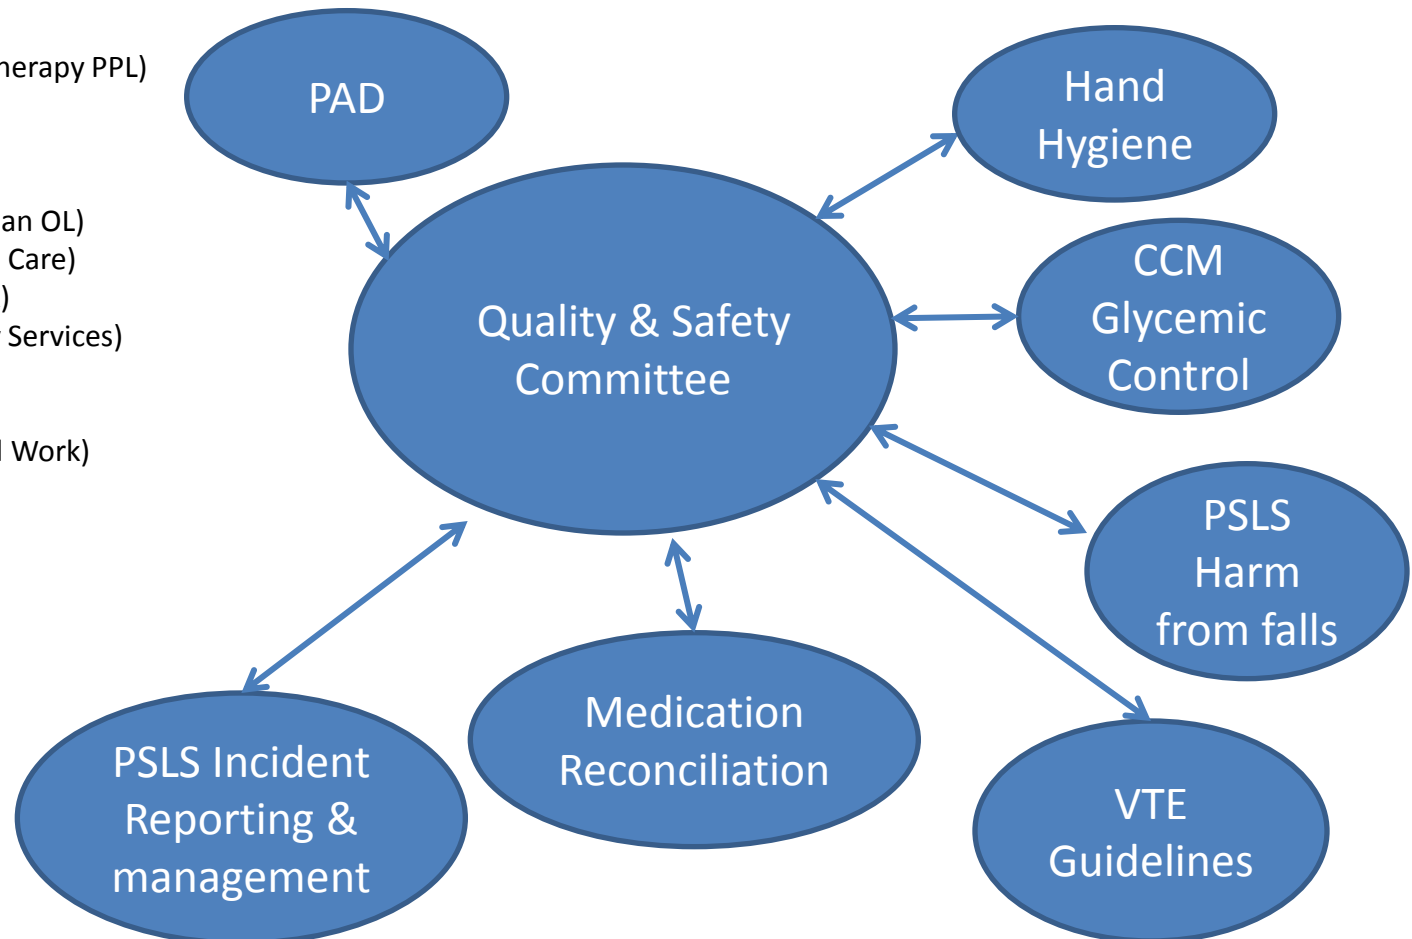 herapy PPL)
an OL)
Care)
)
Services)
Work)
PAD
Hand
Hygiene
Quality & Safety
Committee
CCM
Glycemic
Control
PSLS
Harm
from falls
Medication
Reconciliation
PSLS Incident
Reporting &
management
VTE
Guidelines